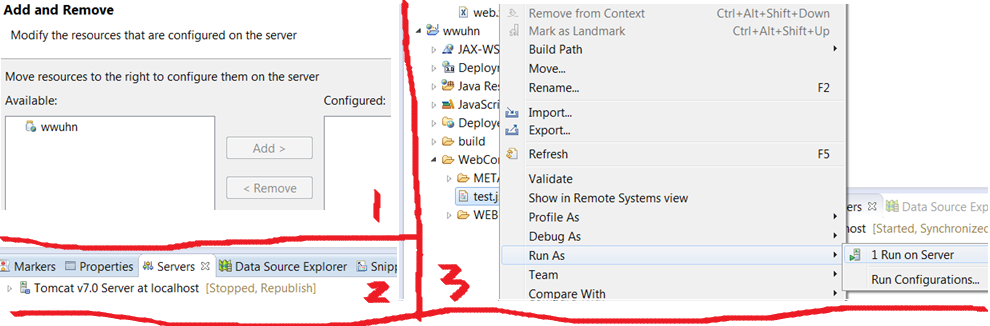 Add and Remove
Modify the resources that are configured on the server
Move resources to the right to configure them on the server
Available:
Configured:
wwuhn
Add >
< Remove
1
Markers
Properties
Servers
Data Source Explorer
Snipp
Tomcat v7.0 Server at localhost [Stopped, Republish]
2
web.
wwuhn
JAX-WS
Deploym
Java Res
JavaScri
Deploye
build
WebCon
META
test.j
WEB
Remove from Context Ctrl+Alt+Shift+Down
Mark as Landmark Ctrl+Alt+Shift+Up
Build Path
Move...
Rename... F2
Import...
Export...
Refresh F5
Validate
Show in Remote Systems view
Profile As
Debug As
Run As
Team
Compare With
3
ers
Data Source Explore
host [Started, Synchronized
1 Run on Server
Run Configurations...